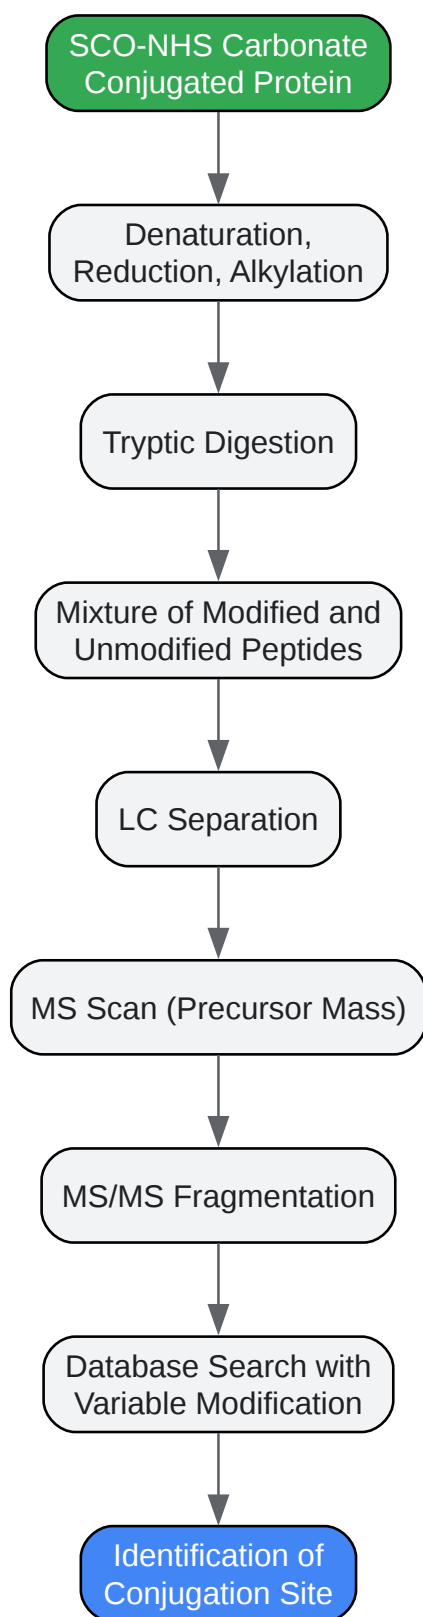 SCO-NHS Carbonate
Conjugated Protein
Denaturation,
Reduction, Alkylation
Tryptic Digestion
Mixture of Modified and
Unmodified Peptides
LC Separation
MS Scan (Precursor Mass)
MS/MS Fragmentation
Database Search with
Variable Modification
Identification of
Conjugation Site